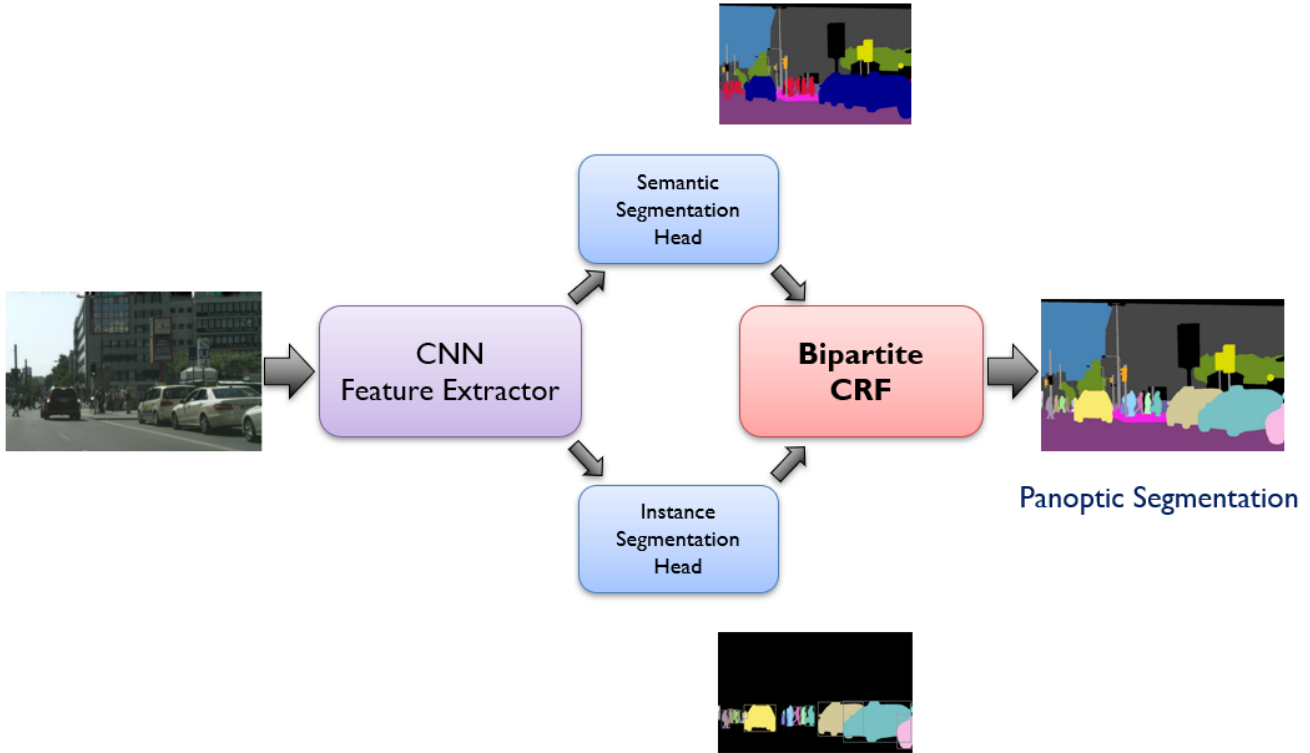 Semantic
Segmentation
Head
CNN
Feature Extractor
Bipartite
CRF
Panoptic Segmentation
Instance
Segmentation
Head